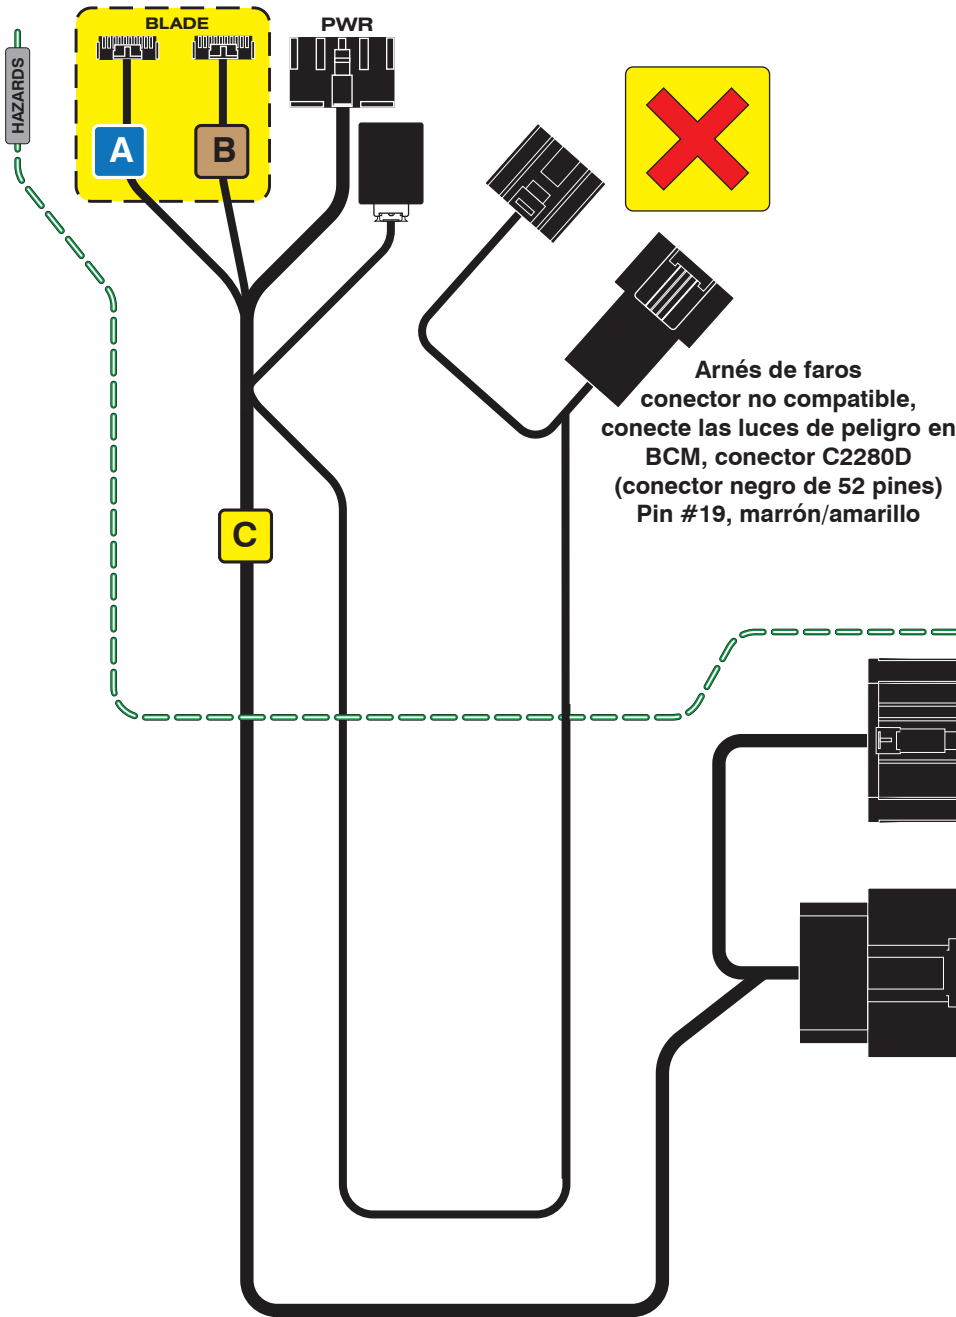 BLADE
PWR
HAZARDS
A
B
Arnés de faros
conector no compatible,
conecte las luces de peligro en
BCM, conector C2280D
(conector negro de 52 pines)
Pin #19, marrón/amarillo
C